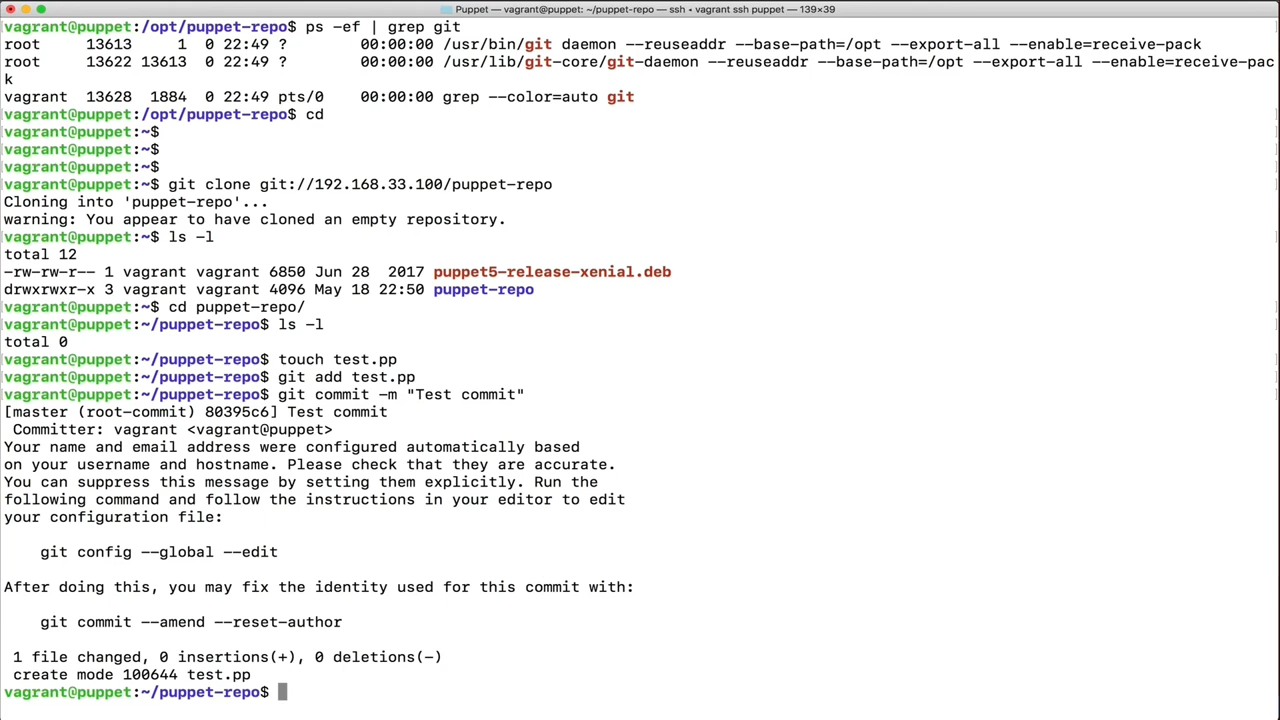 Puppet — vagrant@puppet: ~/puppet-repo — ssh ◂ vagrant ssh puppet — 139×39
vagrant@puppet:/opt/puppet-repo$ ps -ef | grep git
root     13613     1  0 22:49 ?        00:00:00 /usr/bin/git daemon --reuseaddr --base-path=/opt --export-all --enable=receive-pack
root     13622 13613  0 22:49 ?        00:00:00 /usr/lib/git-core/git-daemon --reuseaddr --base-path=/opt --export-all --enable=receive-pac
k
vagrant  13628  1884  0 22:49 pts/0    00:00:00 grep --color=auto git
vagrant@puppet:/opt/puppet-repo$ cd
vagrant@puppet:~$
vagrant@puppet:~$
vagrant@puppet:~$
vagrant@puppet:~$ git clone git://192.168.33.100/puppet-repo
Cloning into 'puppet-repo'...
warning: You appear to have cloned an empty repository.
vagrant@puppet:~$ ls -l
total 12
-rw-rw-r-- 1 vagrant vagrant 6850 Jun 28  2017 puppet5-release-xenial.deb
drwxrwxr-x 3 vagrant vagrant 4096 May 18 22:50 puppet-repo
vagrant@puppet:~$ cd puppet-repo/
vagrant@puppet:~/puppet-repo$ ls -l
total 0
vagrant@puppet:~/puppet-repo$ touch test.pp
vagrant@puppet:~/puppet-repo$ git add test.pp
vagrant@puppet:~/puppet-repo$ git commit -m "Test commit"
[master (root-commit) 80395c6] Test commit
 Committer: vagrant <vagrant@puppet>
Your name and email address were configured automatically based
on your username and hostname. Please check that they are accurate.
You can suppress this message by setting them explicitly. Run the
following command and follow the instructions in your editor to edit
your configuration file:
    git config --global --edit
After doing this, you may fix the identity used for this commit with:
    git commit --amend --reset-author
 1 file changed, 0 insertions(+), 0 deletions(-)
 create mode 100644 test.pp
vagrant@puppet:~/puppet-repo$